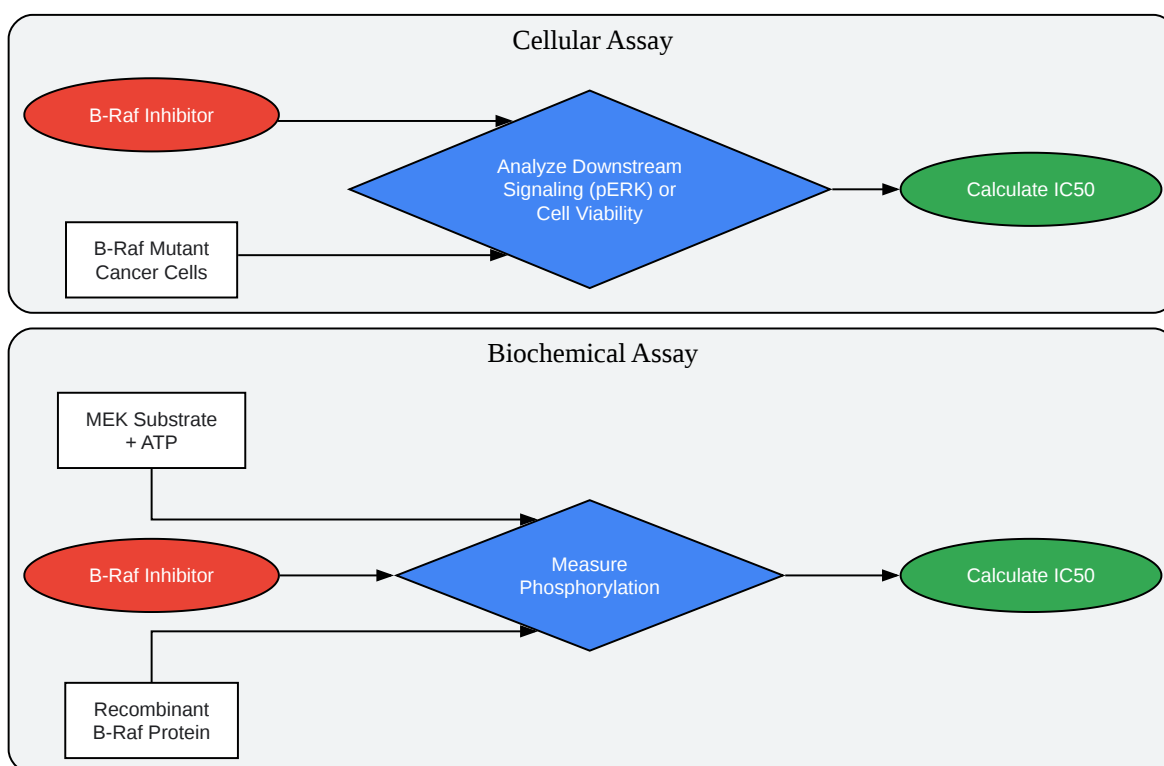 Cellular Assay
B-Raf Inhibitor
Analyze Downstream
Signaling (pERK) or
Cell Viability
Calculate IC50
B-Raf Mutant
Cancer Cells
Biochemical Assay
MEK Substrate
+ ATP
B-Raf Inhibitor
Measure
Phosphorylation
Calculate IC50
Recombinant
B-Raf Protein